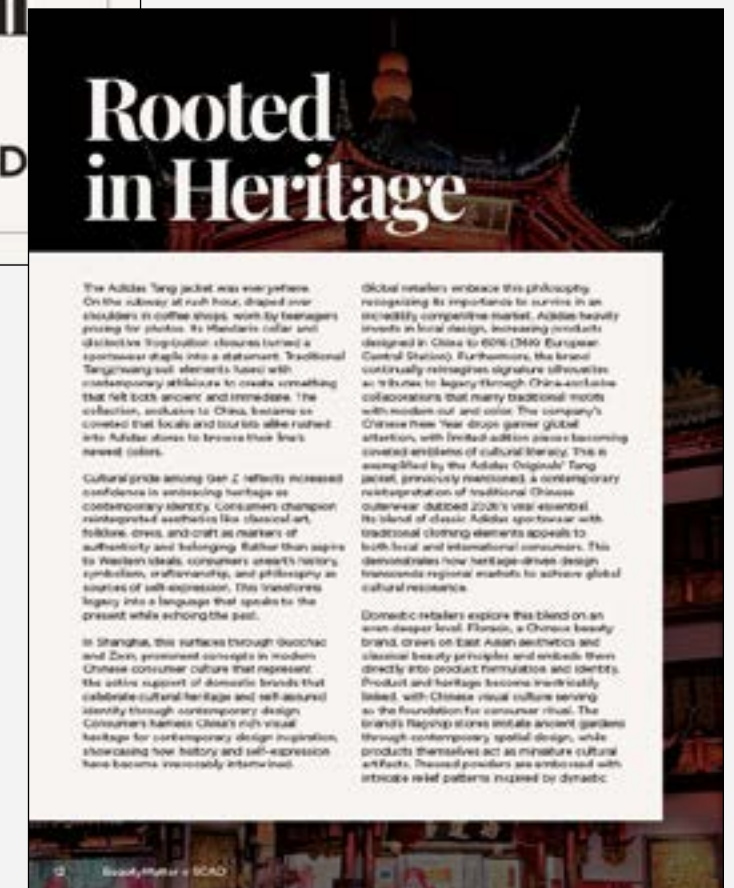 D
Rooted
in Heritage
The Adidas Tang jacket was everywhere.
On the subway at rush hour, draped over
shoulders in coffee shops, worn by teenagers
posing for photos. Its Mandarin collar and
distinctive frog-button closures turned a
sportswear staple into a statement. Traditional
Tangzhuang suit elements fused with
contemporary athleisure to create something
that felt both ancient and immediate. The
collection, exclusive to China, became so
coveted that locals and tourists alike rushed
into Adidas stores to browse their line's
newest colors.
Cultural pride among Gen Z reflects increased
confidence in embracing heritage as
contemporary identity. Consumers champion
reinterpreted aesthetics like classical art,
folklore, dress, and craft as markers of
authenticity and belonging. Rather than aspire
to Western ideals, consumers unearth history,
symbolism, craftsmanship, and philosophy as
sources of self-expression. This transforms
legacy into a language that speaks to the
present while echoing the past.
In Shanghai, this surfaces through Guochao
and Zixin, prominent concepts in modern
Chinese consumer culture that represent
the active support of domestic brands that
celebrate cultural heritage and self-assured
identity through contemporary design.
Consumers harness China's rich visual
heritage for contemporary design inspiration,
showcasing how history and self-expression
have become inexorably intertwined.
Global retailers embrace this philosophy,
recognizing its importance to survive in an
incredibly competitive market. Adidas heavily
invests in local design, increasing products
designed in China to 60% (36Kr European
Central Station). Furthermore, the brand
continually reimagines signature silhouettes
as tributes to legacy through China-exclusive
collaborations that marry traditional motifs
with modern cut and color. The company's
Chinese New Year drops garner global
attention, with limited-edition pieces becoming
coveted emblems of cultural literacy. This is
exemplified by the Adidas Originals' Tang
jacket, previously mentioned, a contemporary
reinterpretation of traditional Chinese
outerwear dubbed 2026's viral essential.
Its blend of classic Adidas sportswear with
traditional clothing elements appeals to
both local and international consumers. This
demonstrates how heritage-driven design
transcends regional markets to achieve global
cultural resonance.
Domestic retailers explore this blend on an
even deeper level. Florasis, a Chinese beauty
brand, draws on East Asian aesthetics and
classical beauty principles and embeds them
directly into product formulation and identity.
Product and heritage become inextricably
linked, with Chinese visual culture serving
as the foundation for consumer ritual. The
brand's flagship stores imitate ancient gardens
through contemporary spatial design, while
products themselves act as miniature cultural
artifacts. Pressed powders are embossed with
intricate relief patterns inspired by dynastic
12 BeautyMatter x SCAD